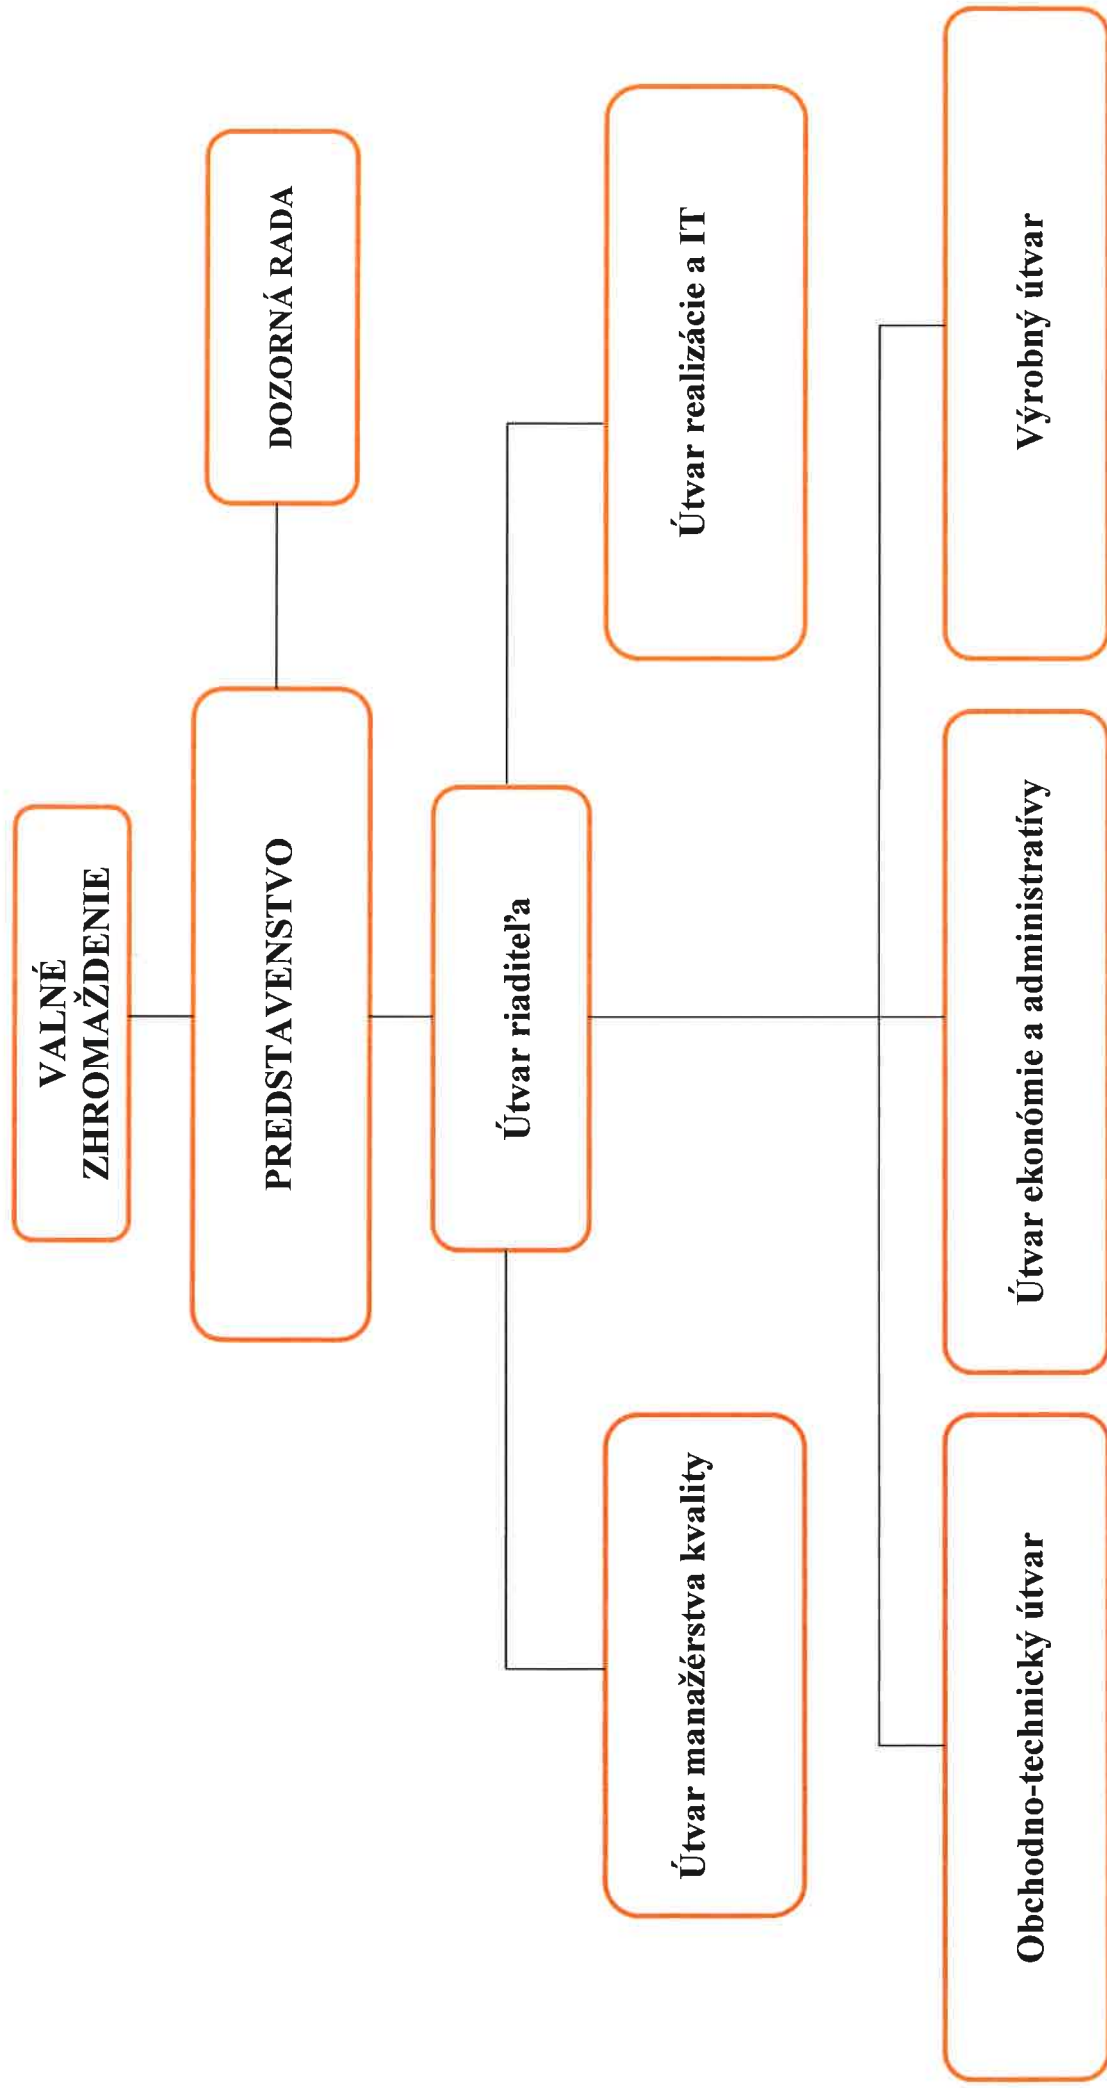 VALNÉ
ZHROMAŽDENIE
PREDSTAVENSTVO
DOZORNÁ RADA
Útvar riaditeľa
Útvar manažérstva kvality
Útvar realizácie a IT
Obchodno-technický útvar
Útvar ekonómie a administratívy
Výrobný útvar